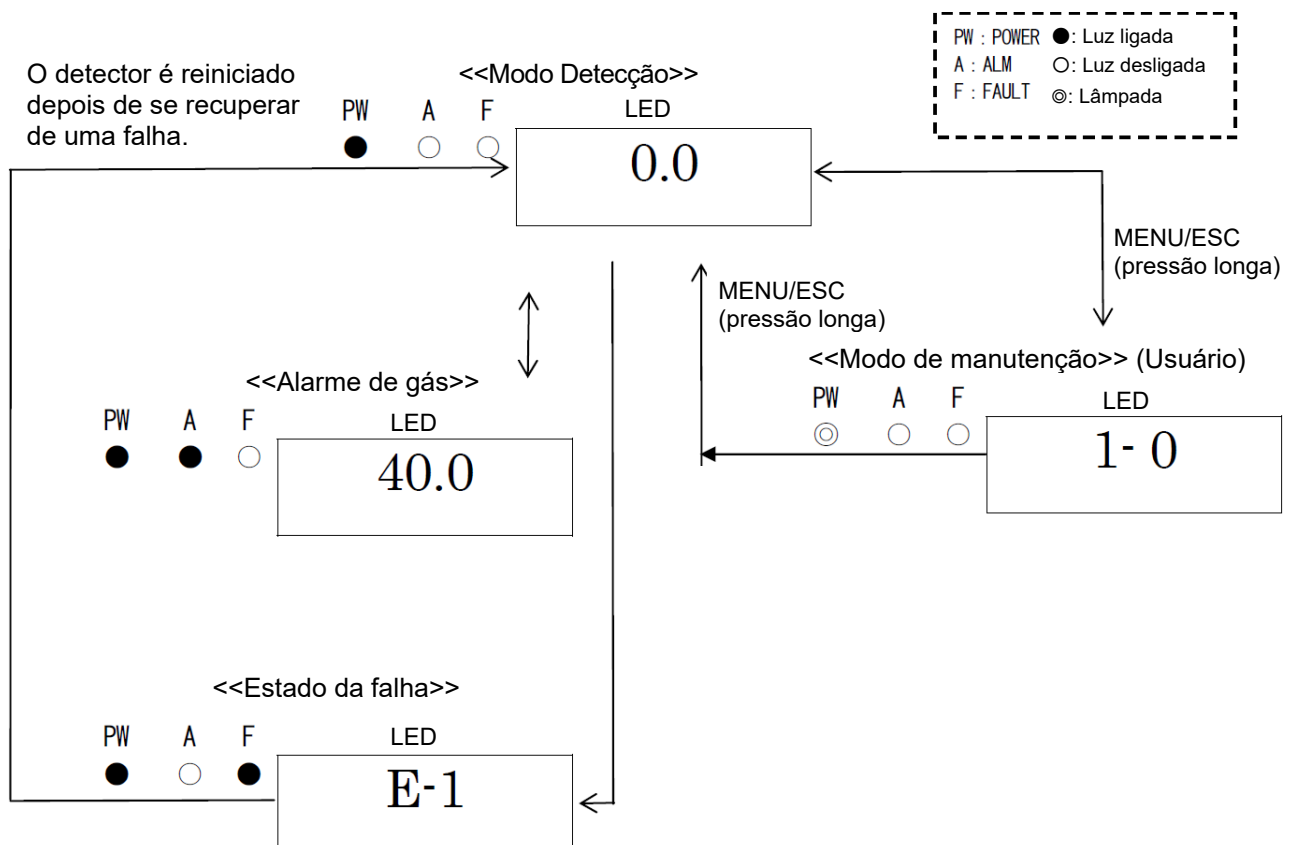 PW : POWER ●: Luz ligada
A : ALM ○: Luz desligada
F : FAULT ◎: Lâmpada
O detector é reiniciado
depois de se recuperar
de uma falha.
<<Modo Detecção>>
PW A F LED
● ○ ○
0.0
MENU/ESC
(pressão longa)
MENU/ESC
(pressão longa)
<<Modo de manutenção>> (Usuário)
PW A F LED
◎ ○ ○
1- 0
<<Alarme de gás>>
PW A F LED
● ● ○
40.0
<<Estado da falha>>
PW A F LED
● ○ ●
E-1